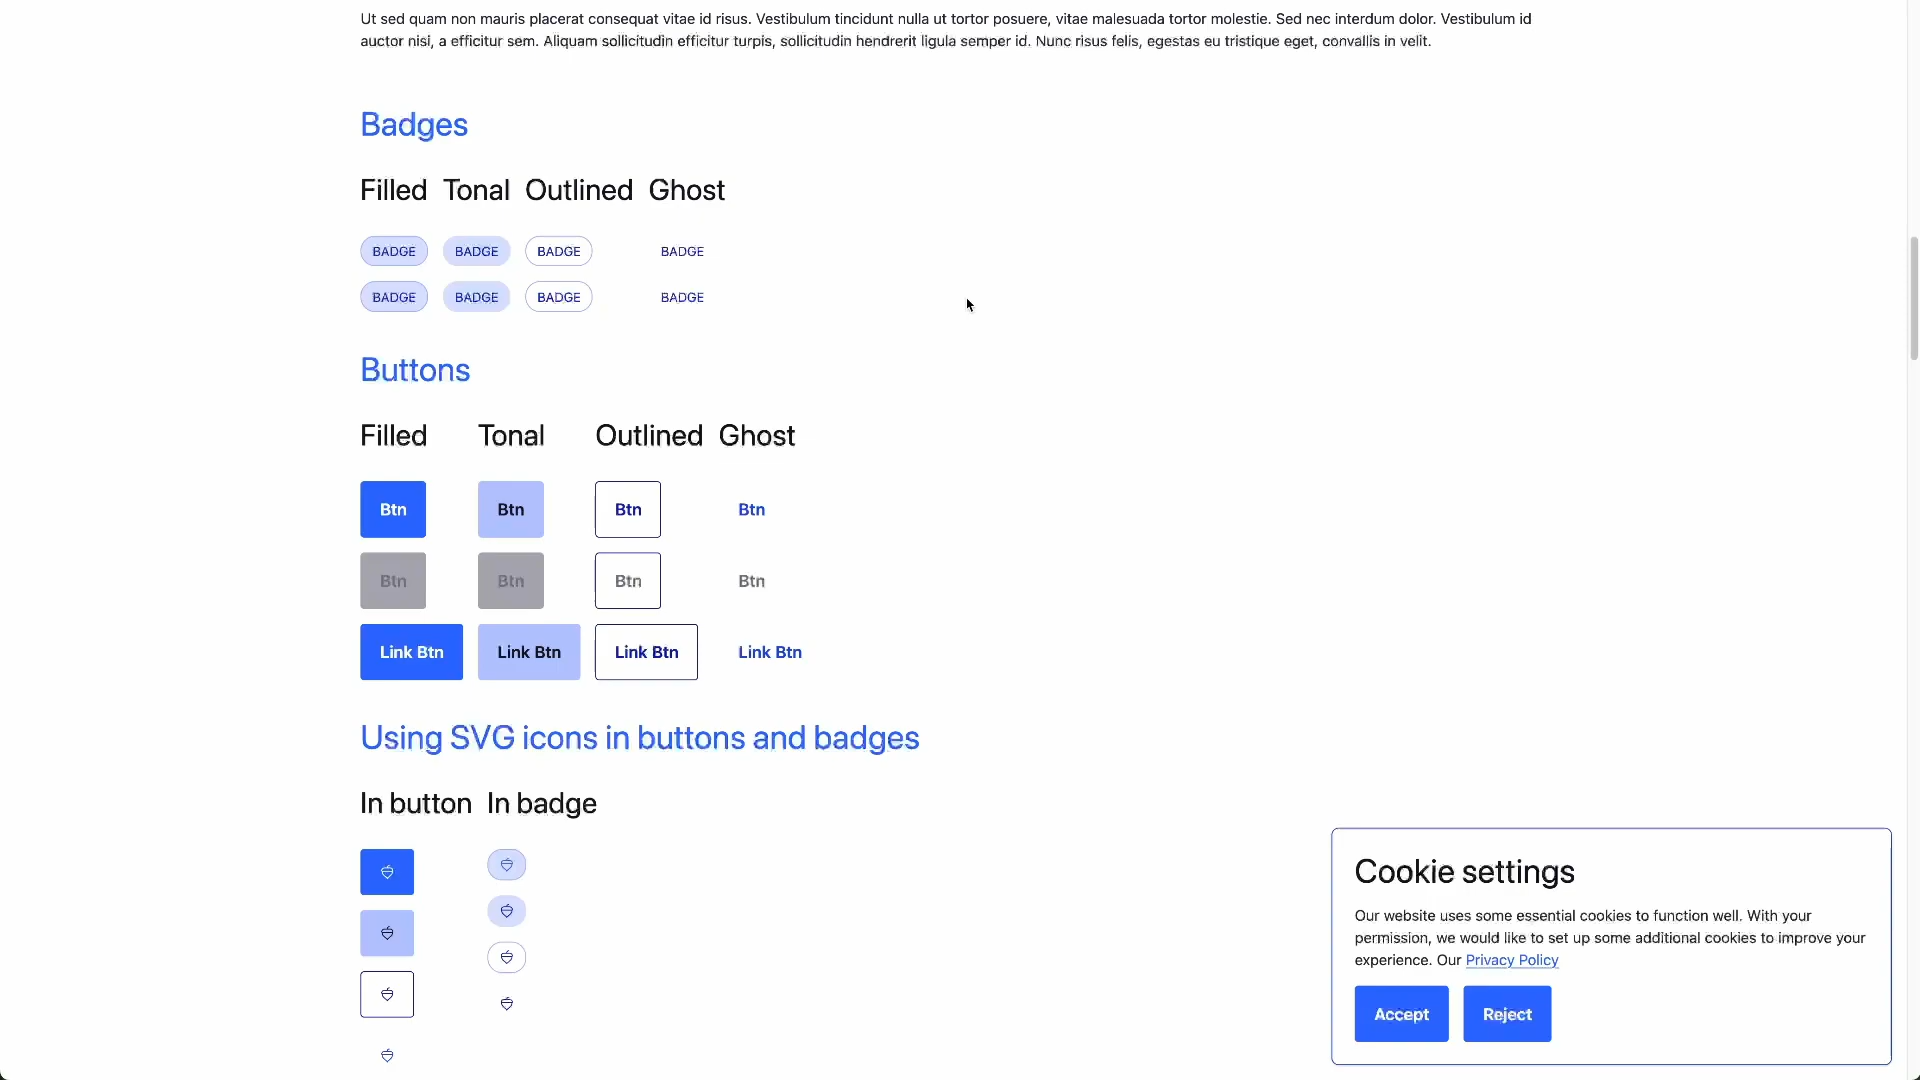 Ut sed quam non mauris placerat consequat vitae id risus. Vestibulum tincidunt nulla ut tortor posuere, vitae malesuada tortor molestie. Sed nec interdum dolor. Vestibulum id
auctor nisi, a efficitur sem. Aliquam sollicitudin efficitur turpis, sollicitudin hendrerit ligula semper id. Nunc risus felis, egestas eu tristique eget, convallis in velit.
Badges
Filled Tonal Outlined Ghost
BADGE BADGE BADGE BADGE
BADGE BADGE BADGE BADGE
Buttons
Filled Tonal Outlined Ghost
Btn Btn Btn Btn
Btn Btn Btn Btn
Link Btn Link Btn Link Btn Link Btn
Using SVG icons in buttons and badges
In button In badge
Cookie settings
Our website uses some essential cookies to function well. With your
permission, we would like to set up some additional cookies to improve your
experience. Our Privacy Policy
Accept Reject